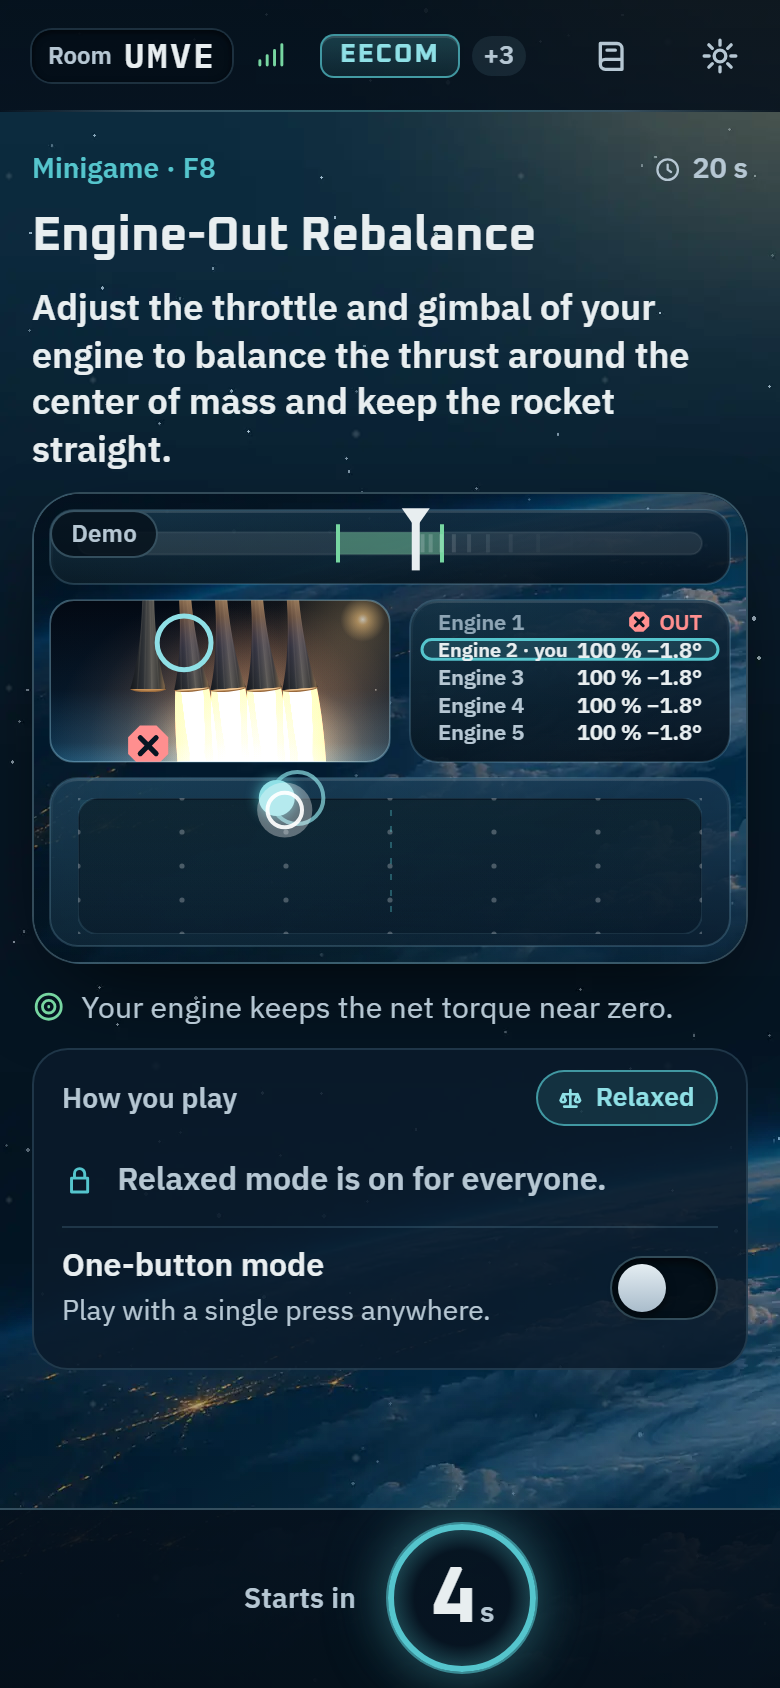 Room UMVE
EECOM
+3
Minigame · F8
20 s
Engine-Out Rebalance
Adjust the throttle and gimbal of your
engine to balance the thrust around the
center of mass and keep the rocket
straight.
Demo
Engine 1 OUT
Engine 2 · you 100 % −1.8°
Engine 3 100 % −1.8°
Engine 4 100 % −1.8°
Engine 5 100 % −1.8°
Your engine keeps the net torque near zero.
How you play
Relaxed
Relaxed mode is on for everyone.
One-button mode
Play with a single press anywhere.
Starts in 4 s